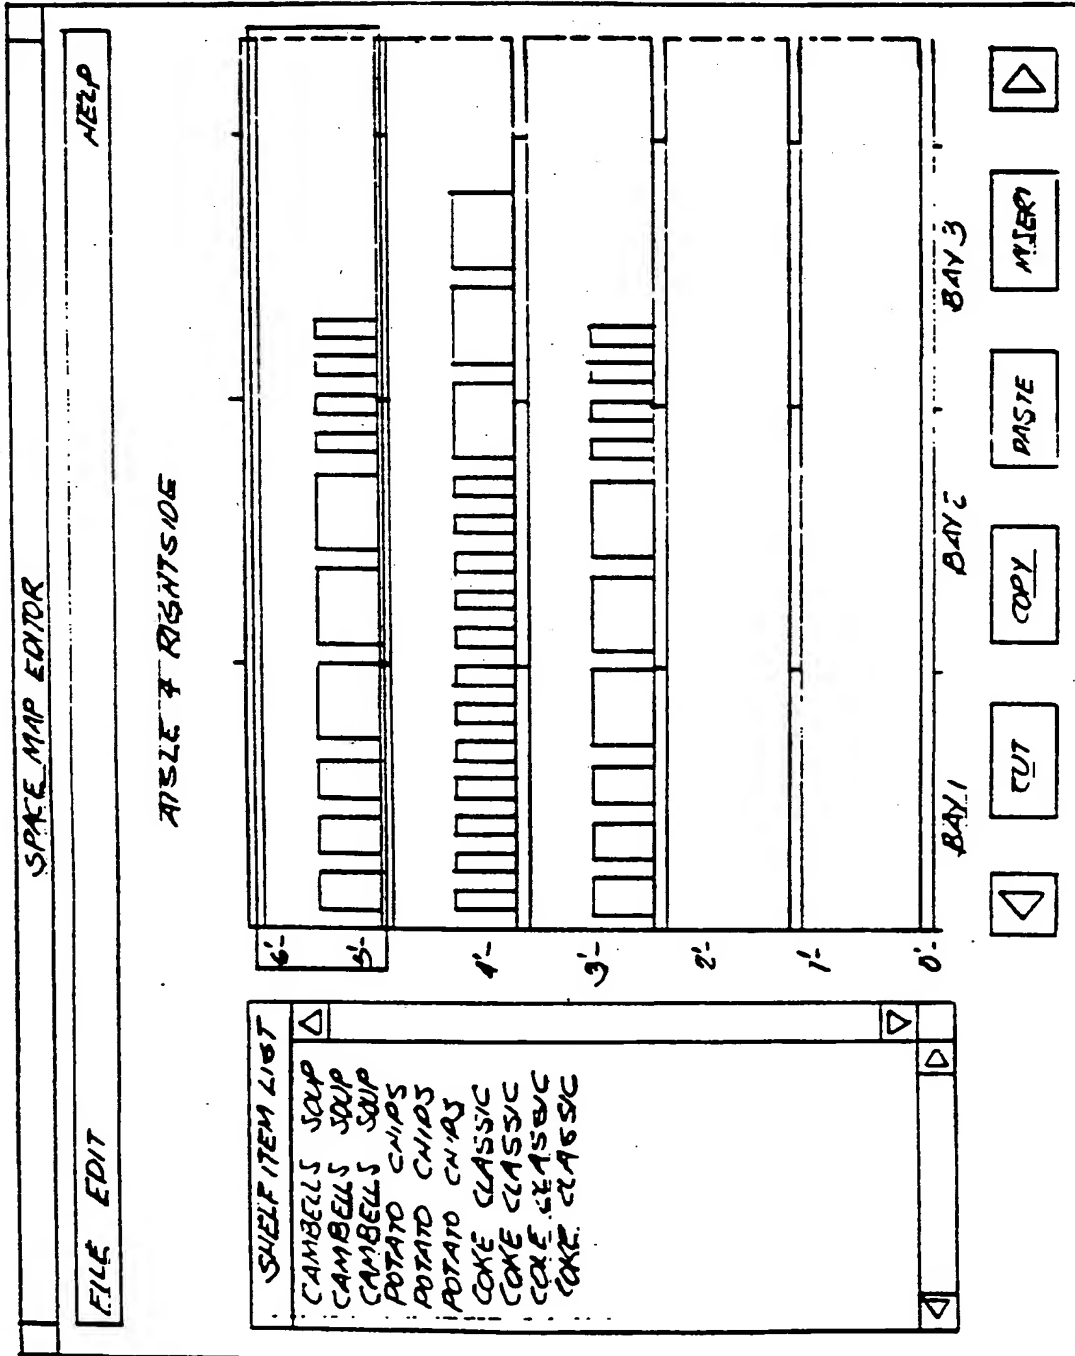 SPACE MAP EDITOR
FILE EDIT HELP
AISLE 4 RIGHTSIDE
SHELF ITEM LIST
CAMBELLS SOUP
CAMBELLS SOUP
CAMBELLS SOUP
POTATO CHIPS
POTATO CHIPS
POTATO CHIPS
COKE CLASSIC
COKE CLASSIC
COKE CLASSIC
COKE CLASSIC
6'-
5'-
4'-
3'-
2'-
1'-
0'-
BAY 1 BAY 2 BAY 3
CUT COPY PASTE INSERT